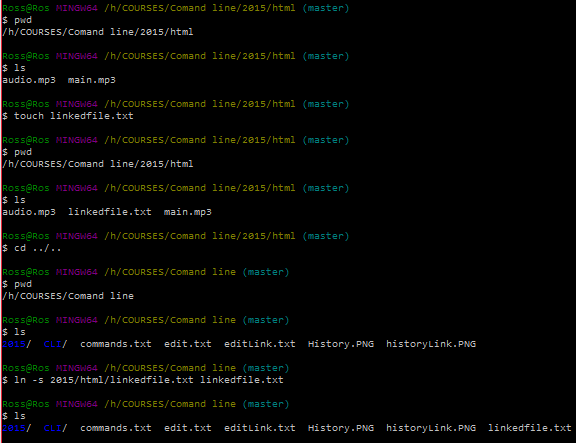 Ross@Ros MINGW64 /h/COURSES/Comand line/2015/html (master)
$ pwd
/h/COURSES/Comand line/2015/html
Ross@Ros MINGW64 /h/COURSES/Comand line/2015/html (master)
$ ls
audio.mp3  main.mp3
Ross@Ros MINGW64 /h/COURSES/Comand line/2015/html (master)
$ touch linkedfile.txt
Ross@Ros MINGW64 /h/COURSES/Comand line/2015/html (master)
$ pwd
/h/COURSES/Comand line/2015/html
Ross@Ros MINGW64 /h/COURSES/Comand line/2015/html (master)
$ ls
audio.mp3  linkedfile.txt  main.mp3
Ross@Ros MINGW64 /h/COURSES/Comand line/2015/html (master)
$ cd ../..
Ross@Ros MINGW64 /h/COURSES/Comand line (master)
$ pwd
/h/COURSES/Comand line
Ross@Ros MINGW64 /h/COURSES/Comand line (master)
$ ls
2015/  CLI/  commands.txt  edit.txt  editLink.txt  History.PNG  historyLink.PNG
Ross@Ros MINGW64 /h/COURSES/Comand line (master)
$ ln -s 2015/html/linkedfile.txt linkedfile.txt
Ross@Ros MINGW64 /h/COURSES/Comand line (master)
$ ls
2015/  CLI/  commands.txt  edit.txt  editLink.txt  History.PNG  historyLink.PNG  linkedfile.txt